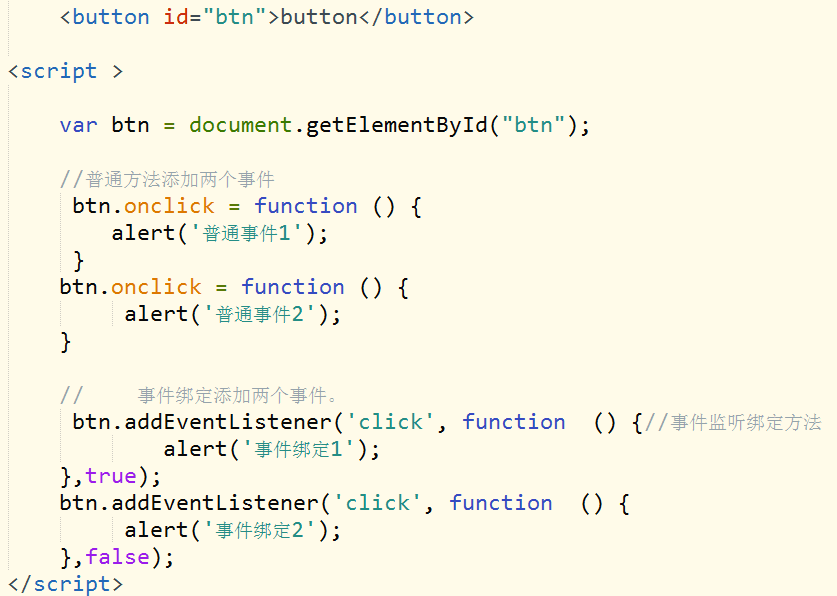 <button id="btn">button</button>
<script >
var btn = document.getElementById("btn");
//普通方法添加两个事件
btn.onclick = function () {
alert('普通事件1');
}
btn.onclick = function () {
alert('普通事件2');
}
// 事件绑定添加两个事件。
btn.addEventListener('click', function () {//事件监听绑定方法
alert('事件绑定1');
},true);
btn.addEventListener('click', function () {
alert('事件绑定2');
},false);
</script>